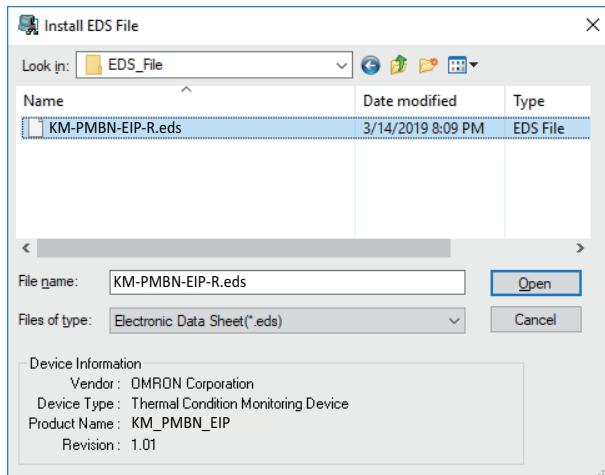 Install EDS File
Look in: EDS_File
Name Date modified Type
KM-PMBN-EIP-R.eds 3/14/2019 8:09 PM EDS File
File name: KM-PMBN-EIP-R.eds Open
Files of type: Electronic Data Sheet(*.eds) Cancel
Device Information
Vendor : OMRON Corporation
Device Type : Thermal Condition Monitoring Device
Product Name : KM_PMBN_EIP
Revision : 1.01